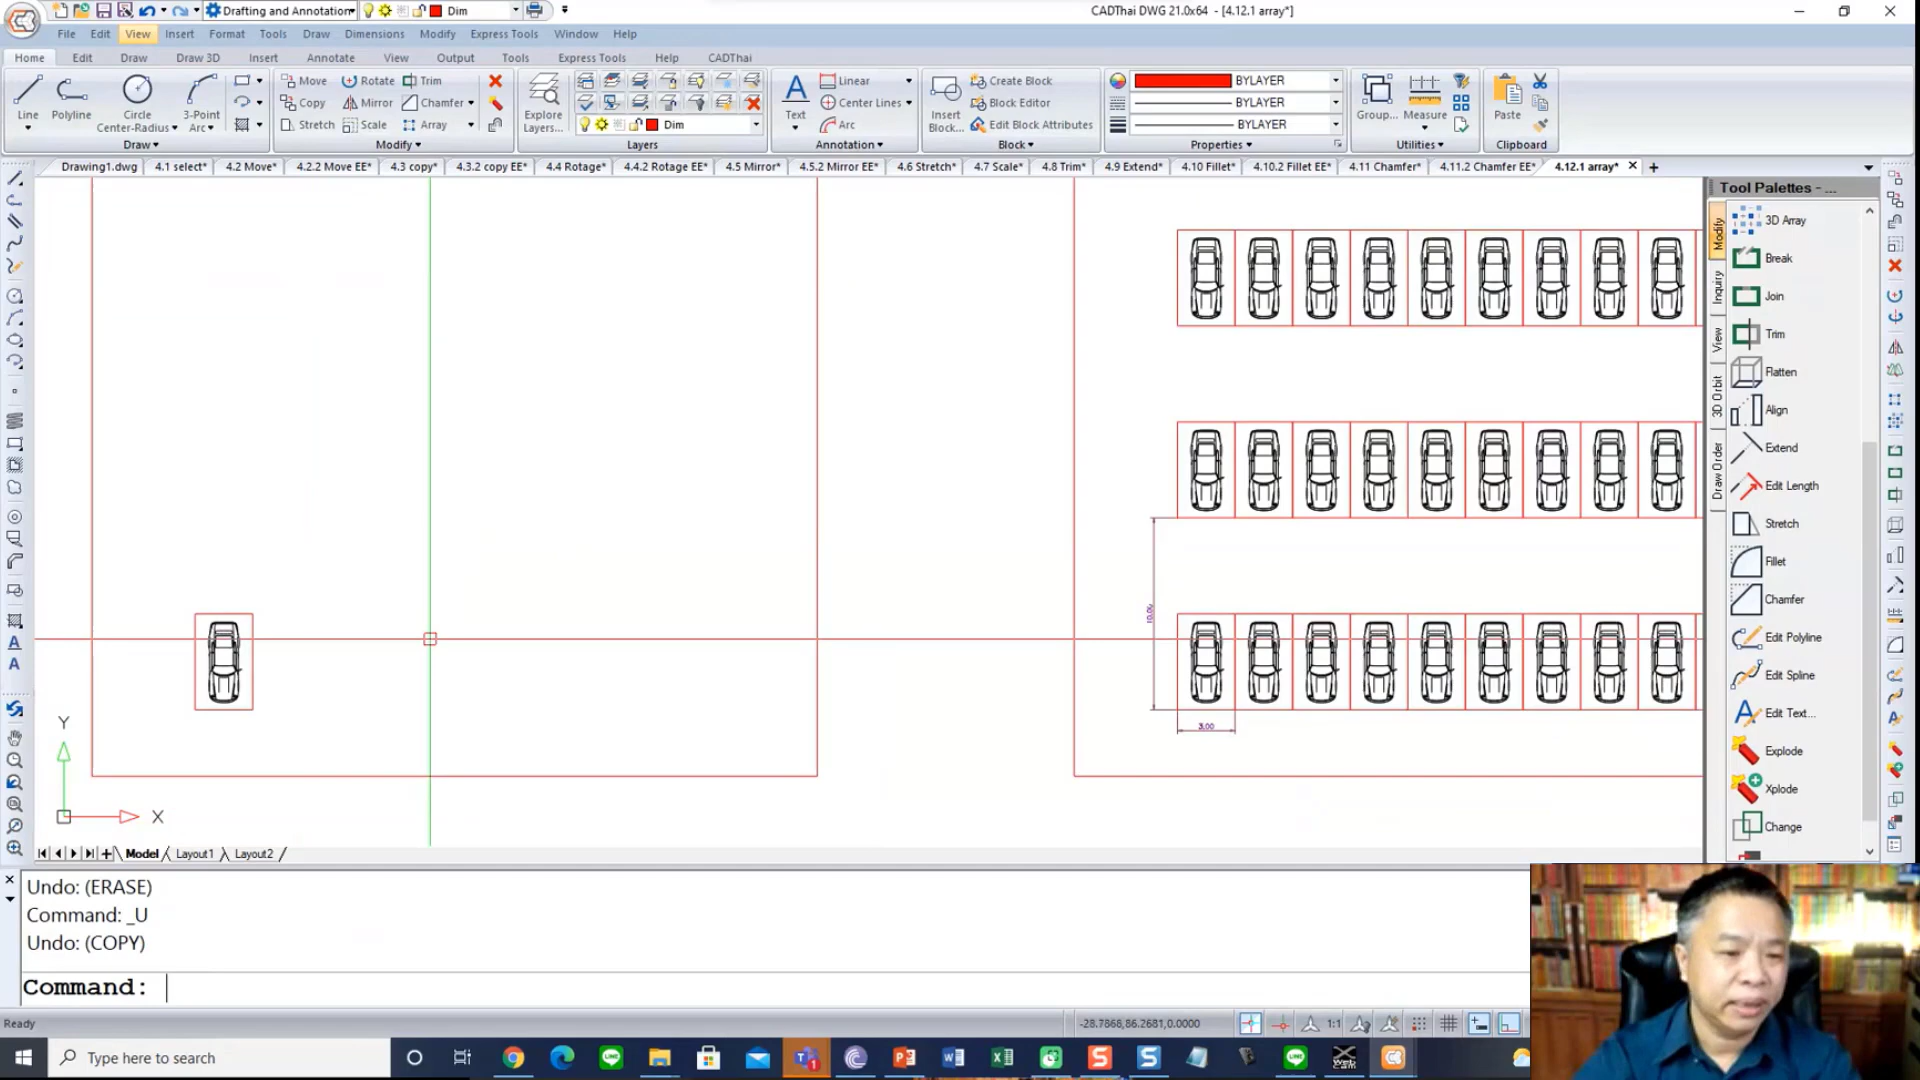 Drafting and Annotation
Dim
CADThai DWG 21.0x64 - [4.12.1 array*]
File Edit View Insert Format Tools Draw Dimensions Modify Express Tools Window Help
Home Edit Draw Draw 3D Insert Annotate View Output Tools Express Tools Help CADThai
Line
Polyline
Circle
Center-Radius
3-Point
Arc
Draw
Move Rotate Trim
Copy Mirror Chamfer
Stretch Scale Array
Modify
Explore
Layers...
Dim
Layers
Text
Linear
Center Lines
Arc
Annotation
Insert
Block...
Create Block
Block Editor
Edit Block Attributes
Block
BYLAYER
BYLAYER
BYLAYER
Properties
Group...
Measure
Utilities
Paste
Clipboard
Drawing1.dwg 4.1 select* 4.2 Move* 4.2.2 Move EE* 4.3 copy* 4.3.2 copy EE* 4.4 Rotage* 4.4.2 Rotage EE* 4.5 Mirror* 4.5.2 Mirror EE* 4.6 Stretch* 4.7 Scale* 4.8 Trim* 4.9 Extend* 4.10 Fillet* 4.10.2 Fillet EE* 4.11 Chamfer* 4.11.2 Chamfer EE* 4.12.1 array*
Tool Palettes - ...
Modify
Inquiry
View
3D Orbit
Draw Order
3D Array
Break
Join
Trim
Flatten
Align
Extend
Edit Length
Stretch
Fillet
Chamfer
Edit Polyline
Edit Spline
Edit Text...
Explode
Xplode
Change
10.00
3.00
Y
X
Model Layout1 Layout2
Undo: (ERASE)
Command: _U
Undo: (COPY)
Command:
Ready
-28.7868,86.2681,0.0000
1:1
Type here to search